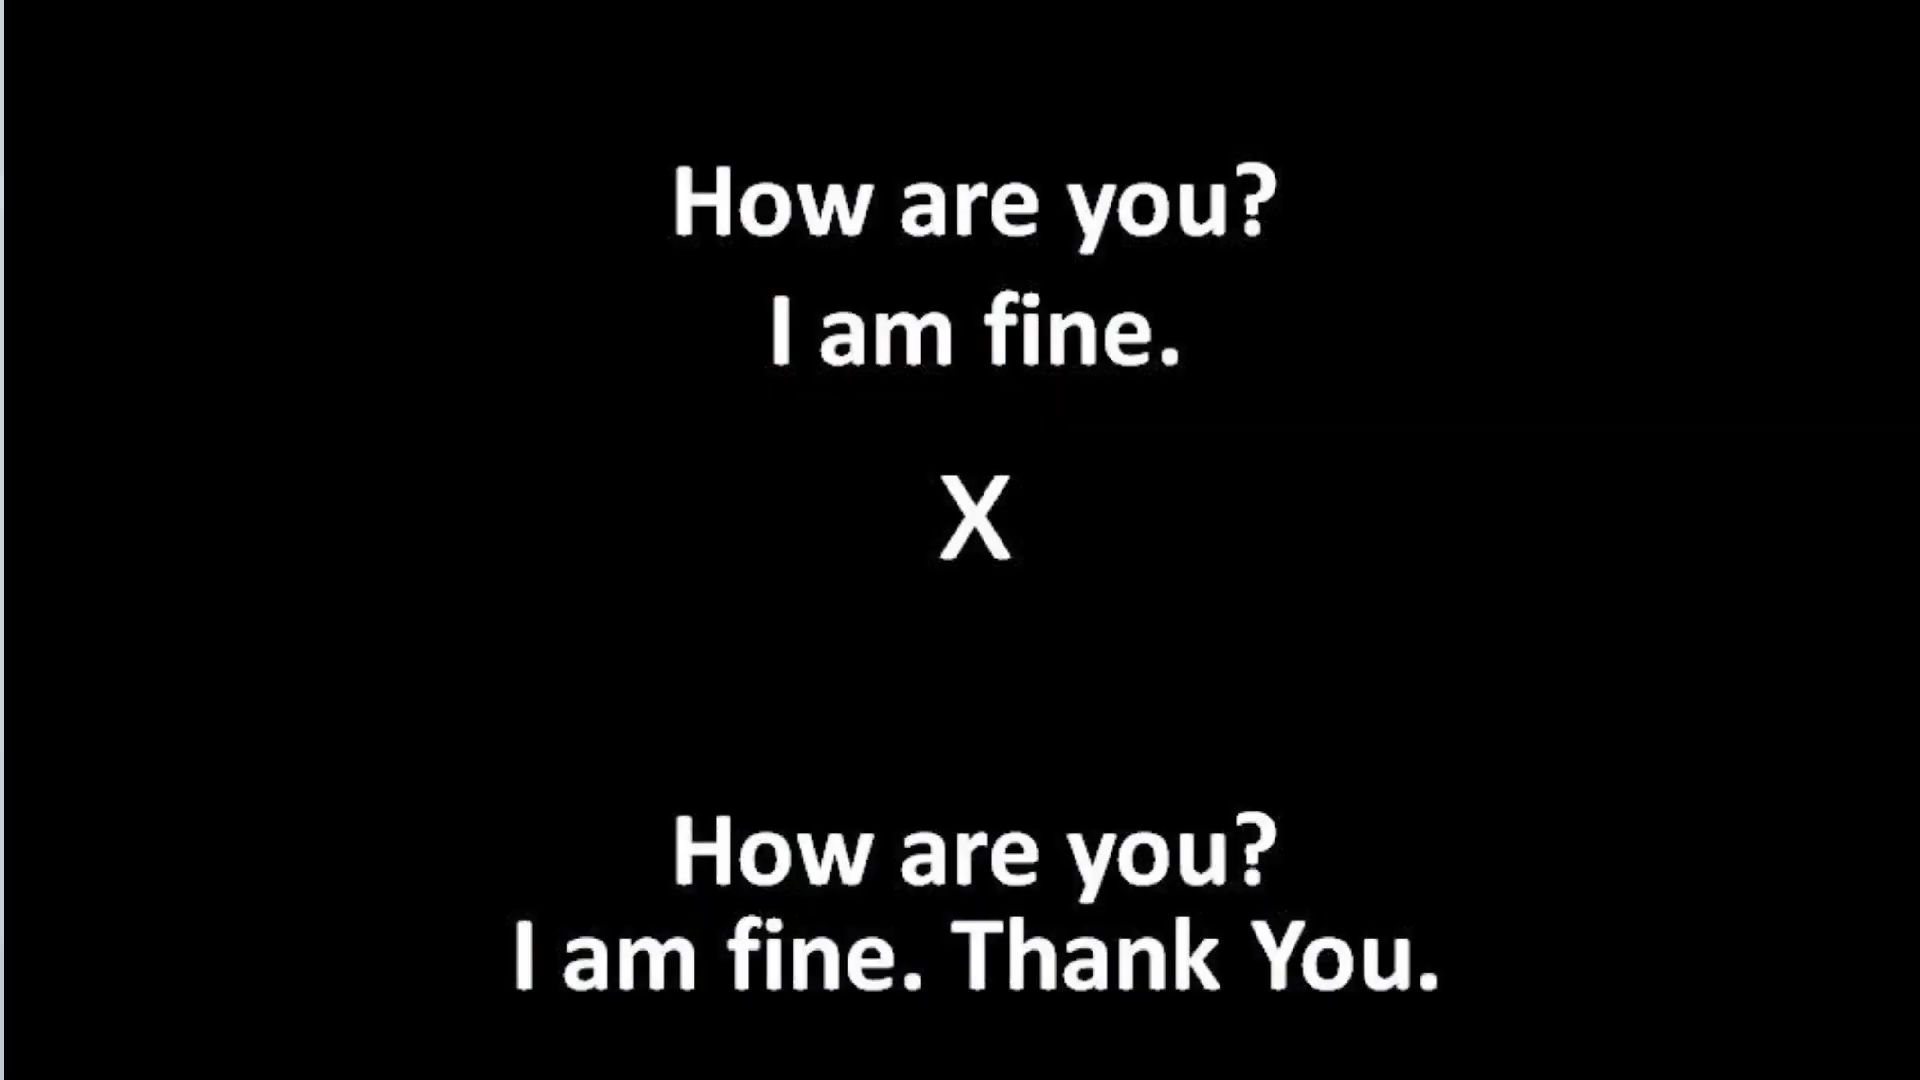 How are you?
I am fine.
X
How are you?
I am fine. Thank You.